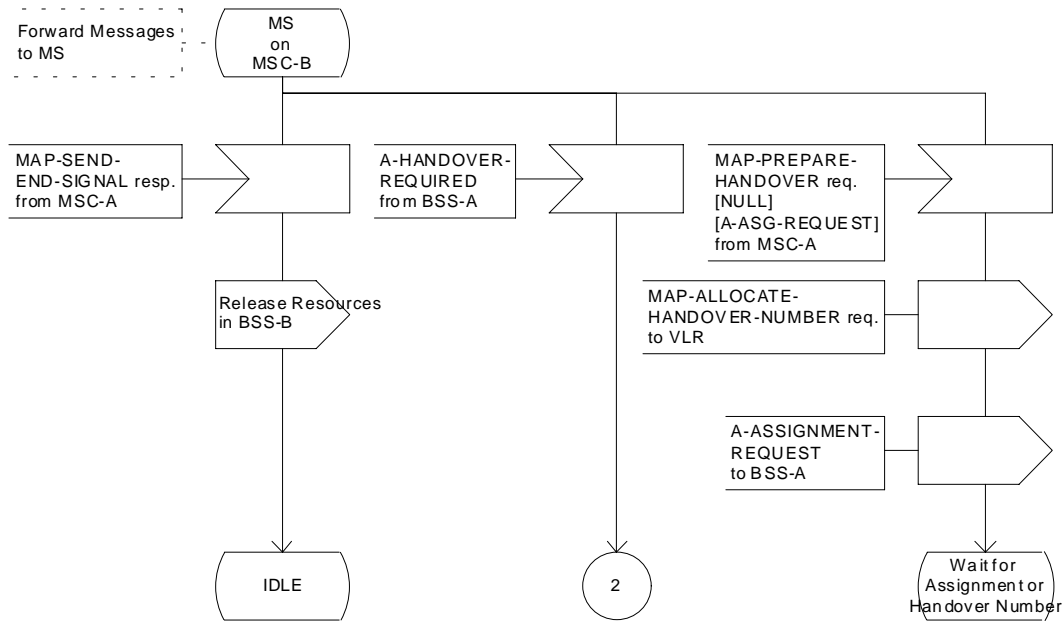 Forward Messages
to MS
MS
on
MSC-B
MAP-SEND-
END-SIGNAL resp.
from MSC-A
A-HANDOVER-
REQUIRED
from BSS-A
MAP-PREPARE-
HANDOVER req.
[NULL]
[A-ASG-REQUEST]
from MSC-A
Release Resources
in BSS-B
MAP-ALLOCATE-
HANDOVER-NUMBER req.
to VLR
A-ASSIGNMENT-
REQUEST
to BSS-A
IDLE
2
Wait for
Assignment or
Handover Number